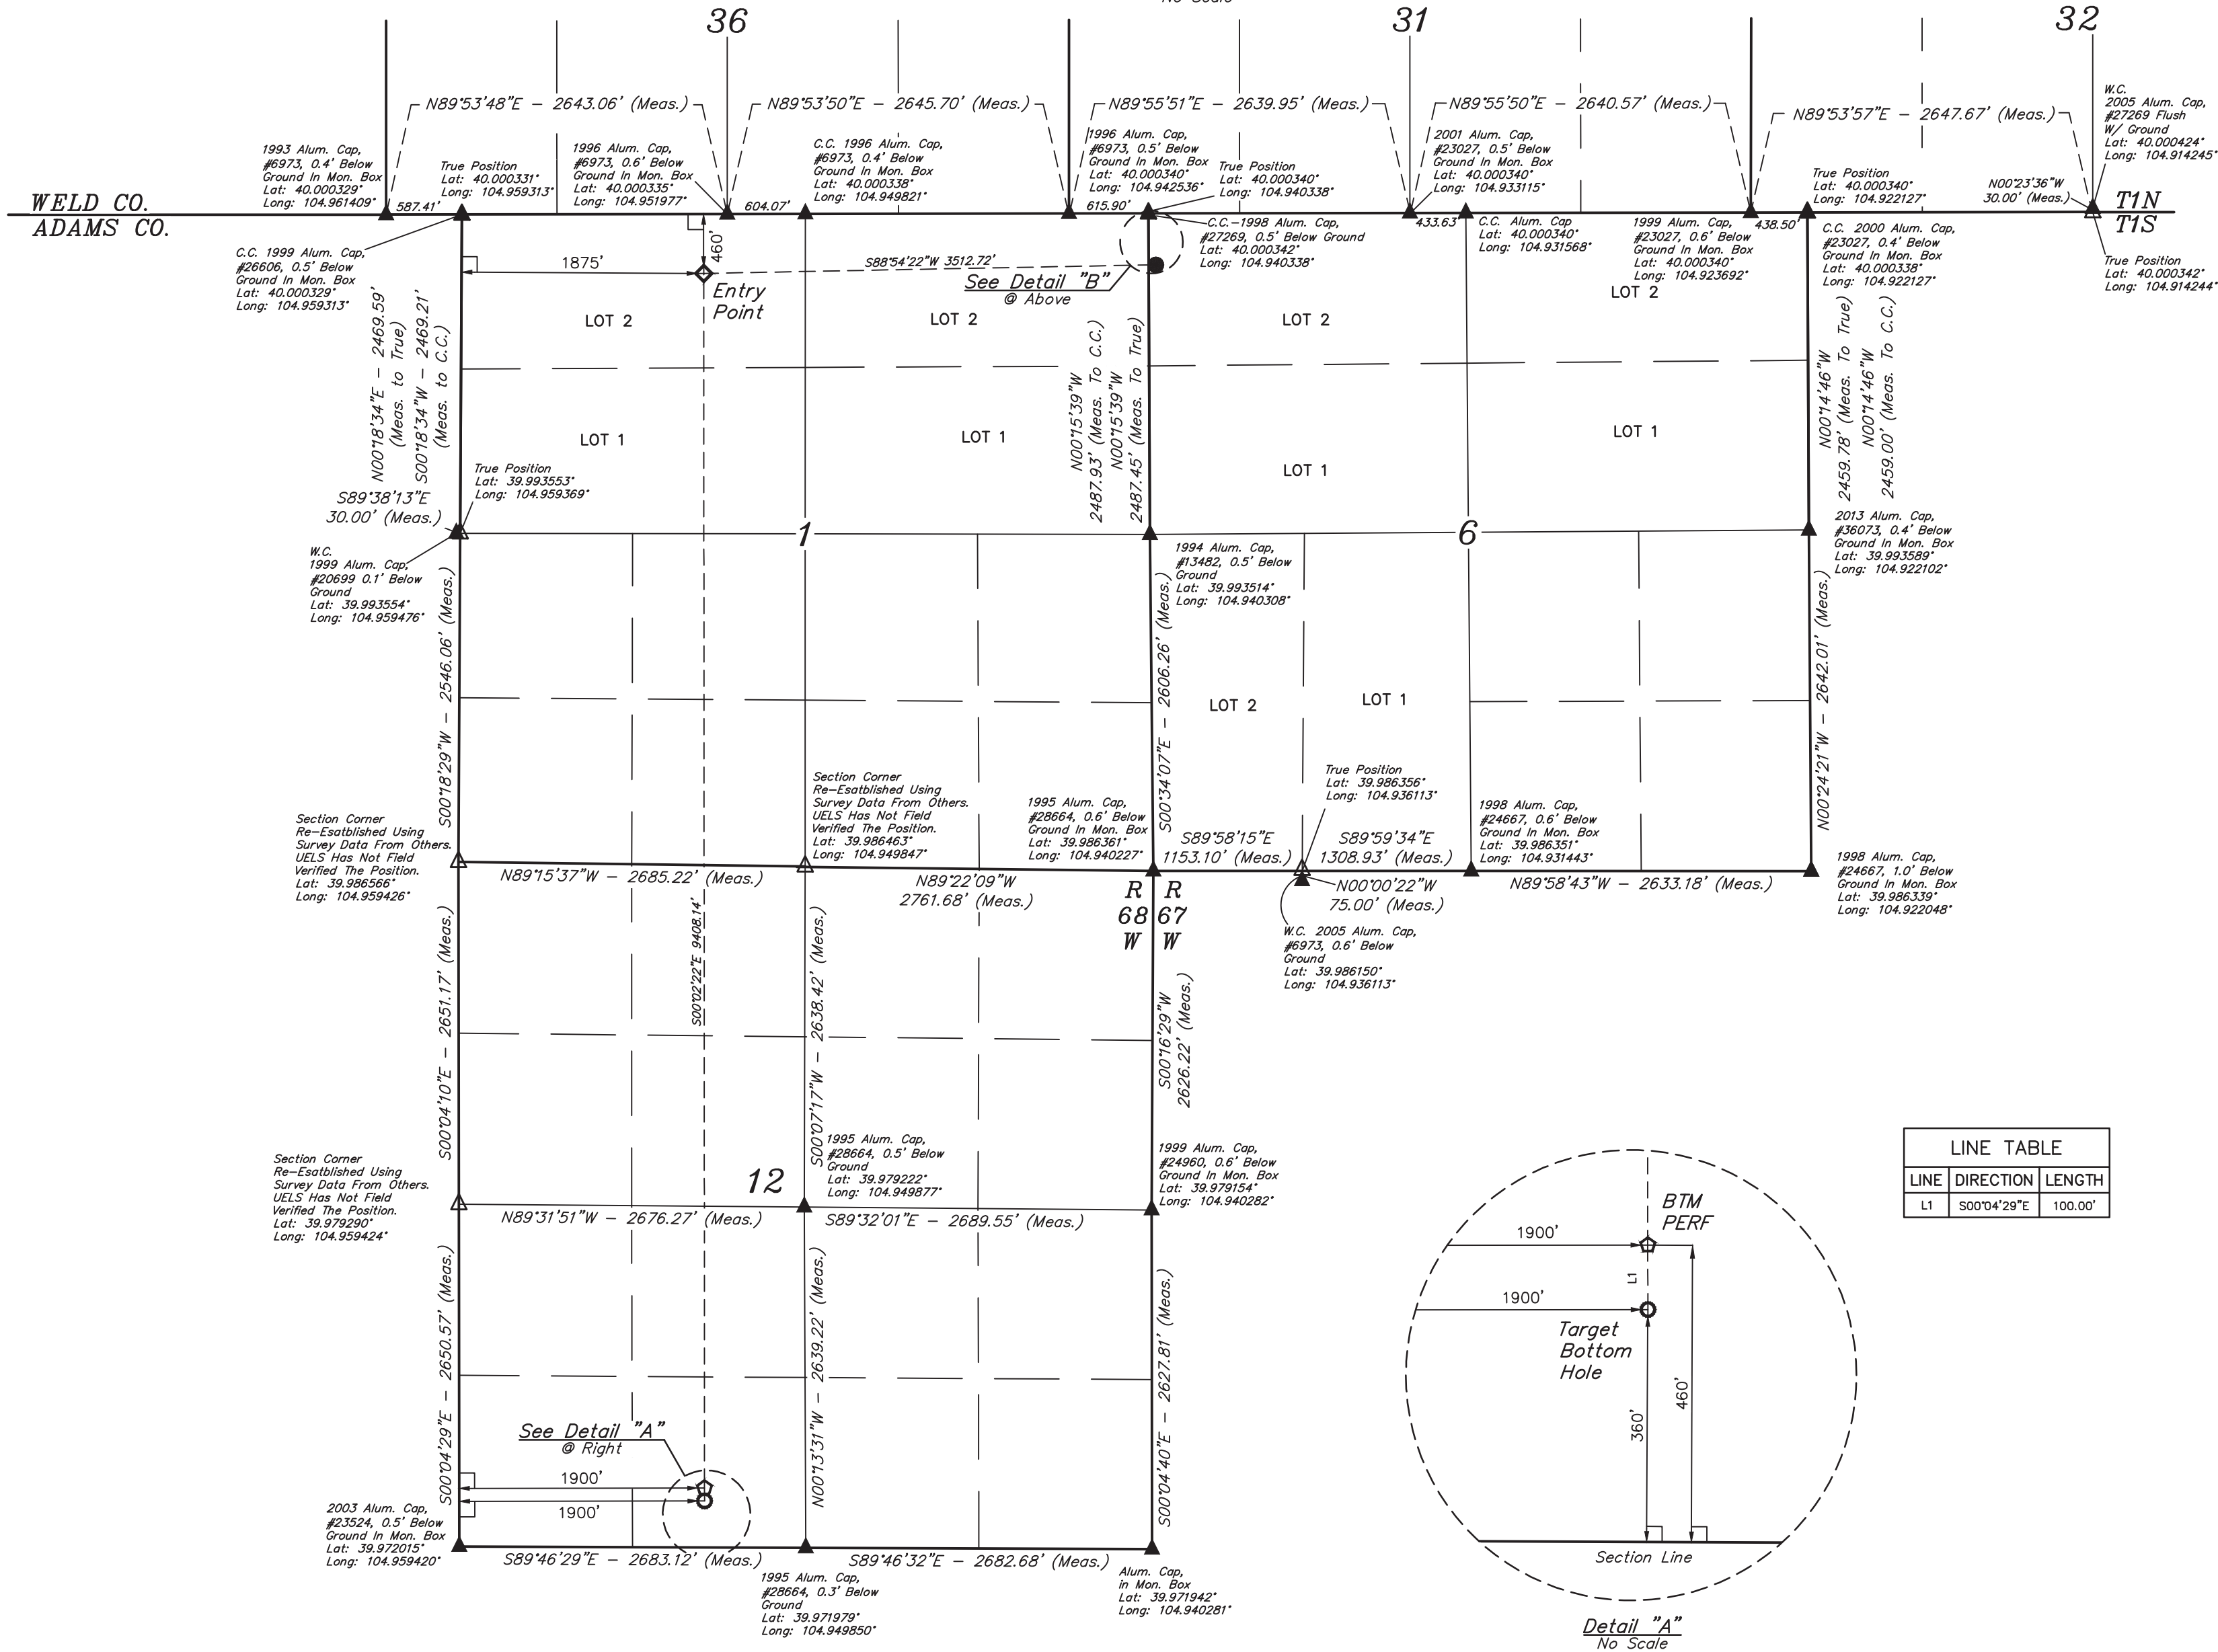 No Scale
36
31
32
N89°53'48"E - 2643.06' (Meas.)
N89°53'50"E - 2645.70' (Meas.)
N89°55'51"E - 2639.95' (Meas.)
N89°55'50"E - 2640.57' (Meas.)
N89°53'57"E - 2647.67' (Meas.)
W.C.
2005 Alum. Cap,
#27269 Flush
W/ Ground
Lat: 40.000424°
Long: 104.914245°
1993 Alum. Cap,
#6973, 0.4' Below
Ground In Mon. Box
Lat: 40.000329°
Long: 104.961409°
True Position
Lat: 40.000331°
Long: 104.959313°
1996 Alum. Cap,
#6973, 0.6' Below
Ground In Mon. Box
Lat: 40.000335°
Long: 104.951977°
C.C. 1996 Alum. Cap,
#6973, 0.4' Below
Ground In Mon. Box
Lat: 40.000338°
Long: 104.949821°
1996 Alum. Cap,
#6973, 0.5' Below
Ground In Mon. Box
Lat: 40.000340°
Long: 104.942536°
True Position
Lat: 40.000340°
Long: 104.940338°
2001 Alum. Cap,
#23027, 0.5' Below
Ground In Mon. Box
Lat: 40.000340°
Long: 104.933115°
True Position
Lat: 40.000340°
Long: 104.922127°
N00°23'36"W
30.00' (Meas.)
WELD CO.
ADAMS CO.
587.41'
604.07'
615.90'
433.63'
438.50'
T1N
T1S
C.C. 1999 Alum. Cap,
#26606, 0.5' Below
Ground In Mon. Box
Lat: 40.000329°
Long: 104.959313°
C.C.-1998 Alum. Cap,
#27269, 0.5' Below Ground
Lat: 40.000342°
Long: 104.940338°
C.C. Alum. Cap
Lat: 40.000340°
Long: 104.931568°
1999 Alum. Cap,
#23027, 0.6' Below
Ground In Mon. Box
Lat: 40.000340°
Long: 104.923692°
C.C. 2000 Alum. Cap,
#23027, 0.4' Below
Ground In Mon. Box
Lat: 40.000338°
Long: 104.922127°
True Position
Lat: 40.000342°
Long: 104.914244°
460'
1875'
S88°54'22"W 3512.72'
Entry
Point
See Detail "B"
@ Above
LOT 2
LOT 2
LOT 2
LOT 2
N00°18'34"E - 2469.59'
(Meas. to True)
S00°18'34"W - 2469.21'
(Meas. to C.C.)
N00°15'39"W
2487.93' (Meas. To C.C.)
N00°15'39"W
2487.45' (Meas. To True)
N00°14'46"W
2459.78' (Meas. To True)
N00°14'46"W
2459.00' (Meas. To C.C.)
LOT 1
LOT 1
LOT 1
LOT 1
True Position
Lat: 39.993553°
Long: 104.959369°
S89°38'13"E
30.00' (Meas.)
W.C.
1999 Alum. Cap,
#20699 0.1' Below
Ground
Lat: 39.993554°
Long: 104.959476°
1
6
1994 Alum. Cap,
#13482, 0.5' Below
Ground
Lat: 39.993514°
Long: 104.940308°
2013 Alum. Cap,
#36073, 0.4' Below
Ground In Mon. Box
Lat: 39.993589°
Long: 104.922102°
S00°18'29"W - 2546.06' (Meas.)
S00°34'07"E - 2606.26' (Meas.)
N00°24'21"W - 2642.01' (Meas.)
LOT 2
LOT 1
Section Corner
Re-Esatblished Using
Survey Data From Others.
UELS Has Not Field
Verified The Position.
Lat: 39.986566°
Long: 104.959426°
Section Corner
Re-Esatblished Using
Survey Data From Others.
UELS Has Not Field
Verified The Position.
Lat: 39.986463°
Long: 104.949847°
1995 Alum. Cap,
#28664, 0.6' Below
Ground In Mon. Box
Lat: 39.986361°
Long: 104.940227°
True Position
Lat: 39.986356°
Long: 104.936113°
1998 Alum. Cap,
#24667, 0.6' Below
Ground In Mon. Box
Lat: 39.986351°
Long: 104.931443°
S89°58'15"E
1153.10' (Meas.)
S89°59'34"E
1308.93' (Meas.)
N89°15'37"W - 2685.22' (Meas.)
N89°22'09"W
2761.68' (Meas.)
N00°00'22"W
75.00' (Meas.)
N89°58'43"W - 2633.18' (Meas.)
1998 Alum. Cap,
#24667, 1.0' Below
Ground In Mon. Box
Lat: 39.986339°
Long: 104.922048°
R R
68 67
W W
W.C. 2005 Alum. Cap,
#6973, 0.6' Below
Ground
Lat: 39.986150°
Long: 104.936113°
S00°04'10"E - 2651.17' (Meas.)
S00°02'22"E 9408.14'
S00°07'17"W - 2638.42' (Meas.)
S00°16'29"W
2626.22' (Meas.)
Section Corner
Re-Esatblished Using
Survey Data From Others.
UELS Has Not Field
Verified The Position.
Lat: 39.979290°
Long: 104.959424°
12
1995 Alum. Cap,
#28664, 0.5' Below
Ground
Lat: 39.979222°
Long: 104.949877°
1999 Alum. Cap,
#24960, 0.6' Below
Ground In Mon. Box
Lat: 39.979154°
Long: 104.940282°
N89°31'51"W - 2676.27' (Meas.)
S89°32'01"E - 2689.55' (Meas.)
S00°04'29"E - 2650.57' (Meas.)
N00°13'31"W - 2639.22' (Meas.)
S00°04'40"E - 2627.81' (Meas.)
See Detail "A"
@ Right
1900'
1900'
2003 Alum. Cap,
#23524, 0.5' Below
Ground In Mon. Box
Lat: 39.972015°
Long: 104.959420°
S89°46'29"E - 2683.12' (Meas.)
S89°46'32"E - 2682.68' (Meas.)
1995 Alum. Cap,
#28664, 0.3' Below
Ground
Lat: 39.971979°
Long: 104.949850°
Alum. Cap,
in Mon. Box
Lat: 39.971942°
Long: 104.940281°
LINE TABLE
LINE DIRECTION LENGTH
L1 S00°04'29"E 100.00'
BTM
PERF
1900'
L1
1900'
Target
Bottom
Hole
360'
460'
Section Line
Detail "A"
No Scale